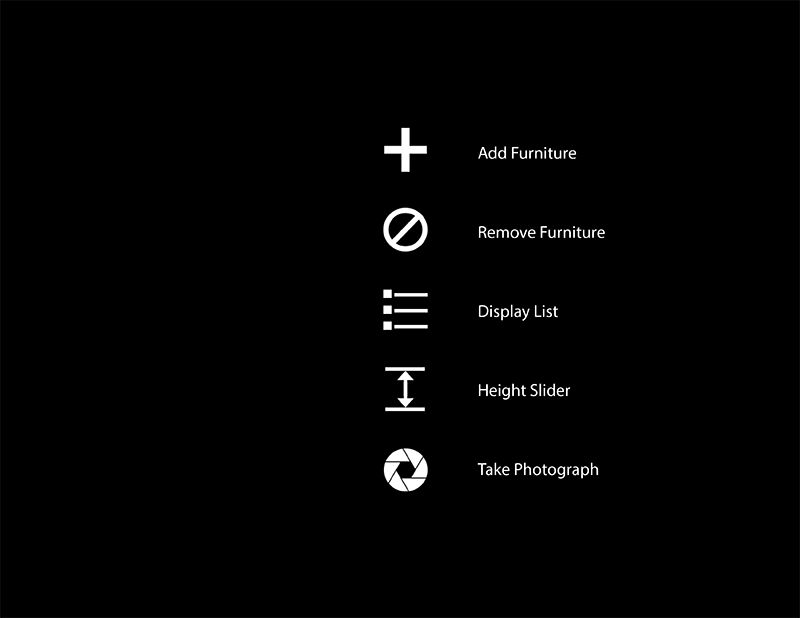 Add Furniture
Remove Furniture
Display List
Height Slider
Take Photograph